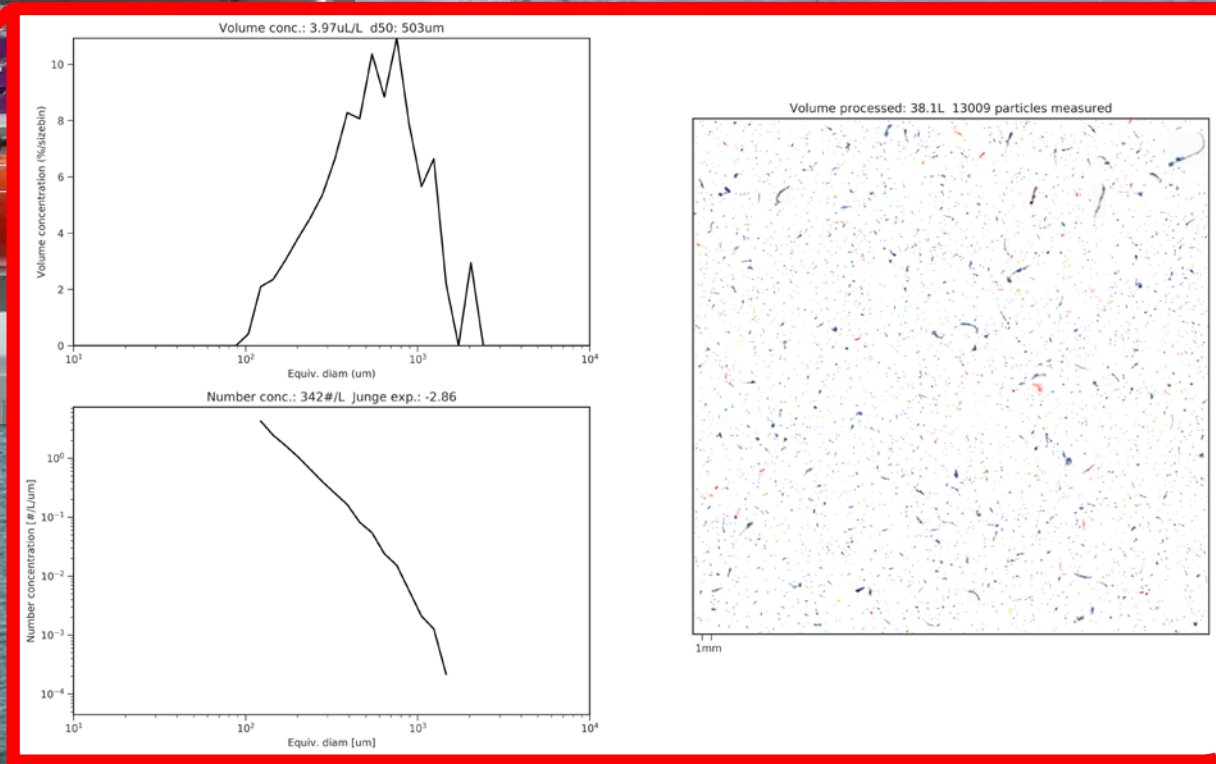 Volume conc.: 3.97uL/L d50: 503um
Volume concentration (%/sizebin)
10
8
6
4
2
0
10¹ 10² 10³ 10⁴
Equiv. diam (um)
Number conc.: 342#/L Junge exp.: -2.86
Number concentration [#/L/um]
10⁰
10⁻¹
10⁻²
10⁻³
10⁻⁴
10¹ 10² 10³ 10⁴
Equiv. diam [um]
Volume processed: 38.1L 13009 particles measured
1mm